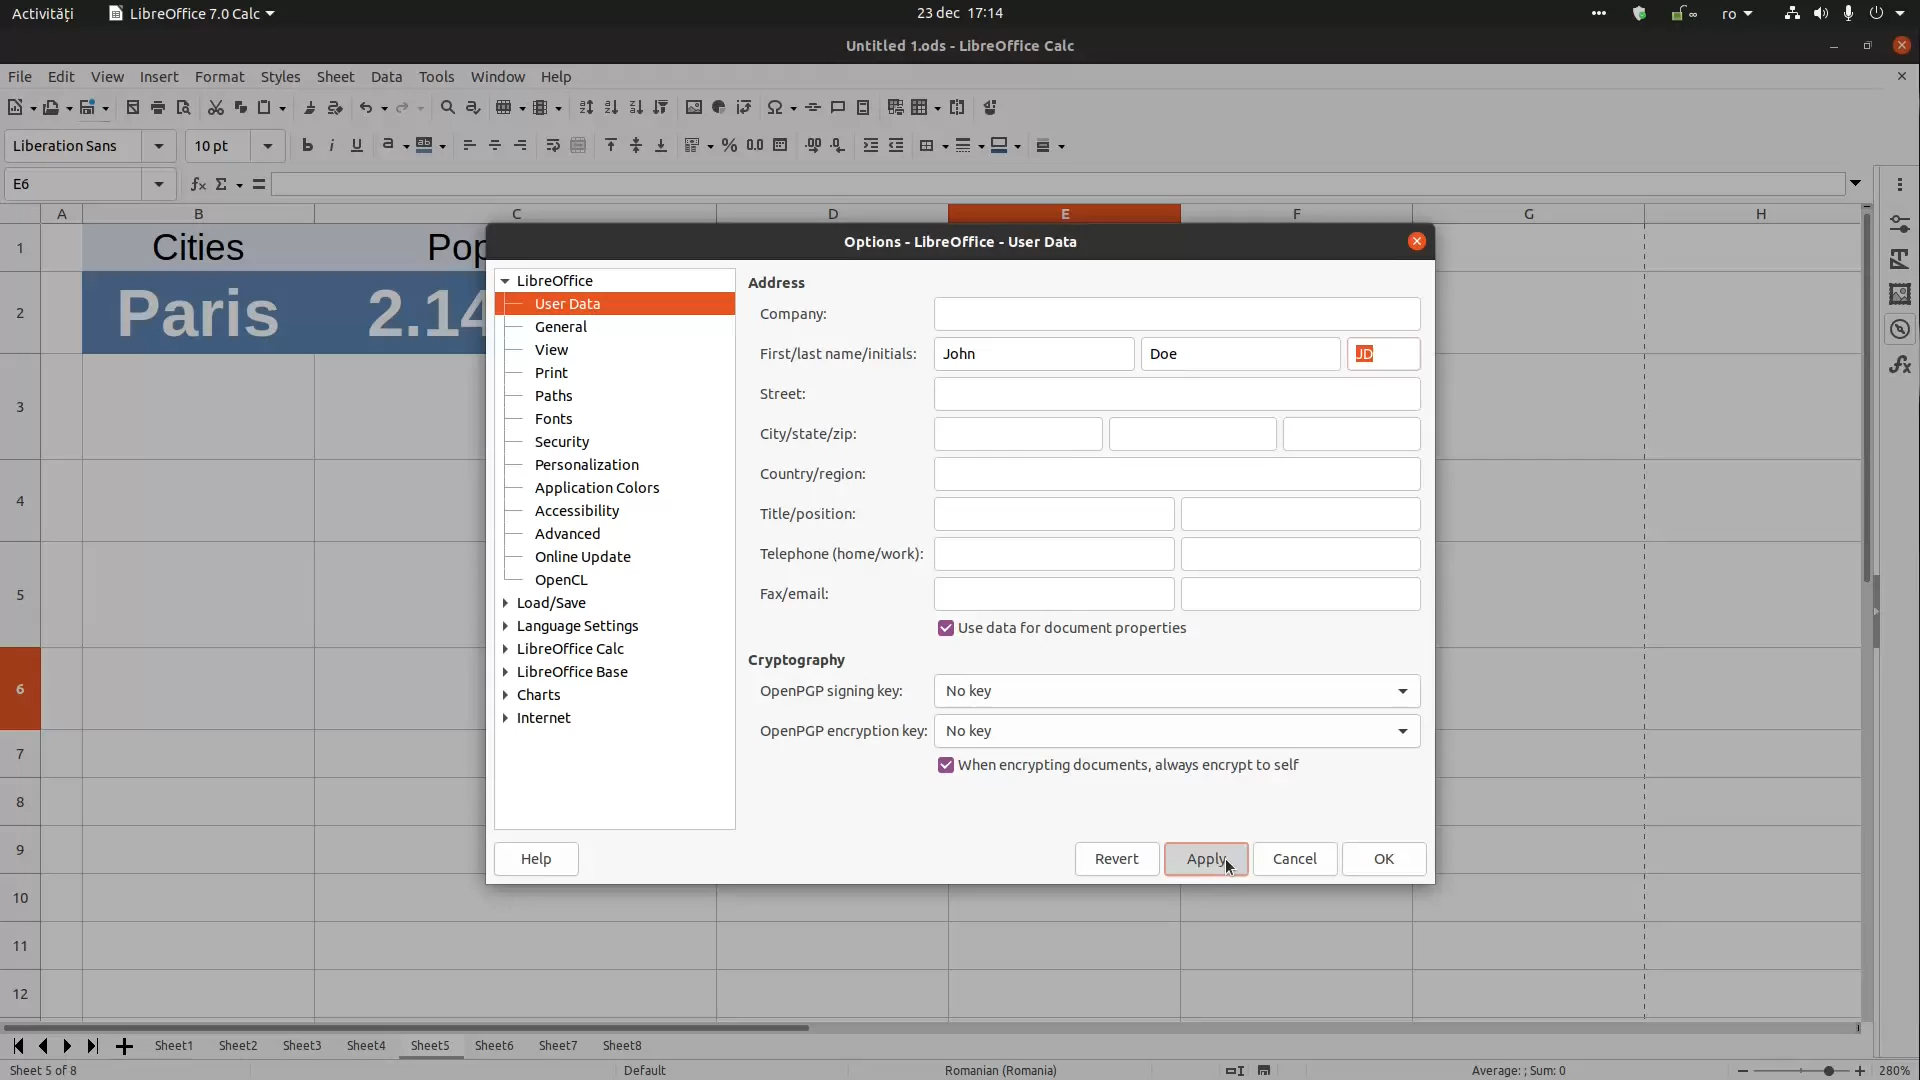 Activități LibreOffice 7.0 Calc 23 dec 17:14 ro
Untitled 1.ods - LibreOffice Calc
File Edit View Insert Format Styles Sheet Data Tools Window Help
Liberation Sans 10 pt
E6
A B C D E F G H
1 Cities Pop
2 Paris 2.14
3
4
5
6
7
8
9
10
11
12
Options - LibreOffice - User Data
LibreOffice
User Data
General
View
Print
Paths
Fonts
Security
Personalization
Application Colors
Accessibility
Advanced
Online Update
OpenCL
Load/Save
Language Settings
LibreOffice Calc
LibreOffice Base
Charts
Internet
Address
Company:
First/last name/initials: John Doe JD
Street:
City/state/zip:
Country/region:
Title/position:
Telephone (home/work):
Fax/email:
Use data for document properties
Cryptography
OpenPGP signing key: No key
OpenPGP encryption key: No key
When encrypting documents, always encrypt to self
Help Revert Apply Cancel OK
Sheet1 Sheet2 Sheet3 Sheet4 Sheet5 Sheet6 Sheet7 Sheet8
Sheet 5 of 8 Default Romanian (Romania) Average: ; Sum: 0 280%